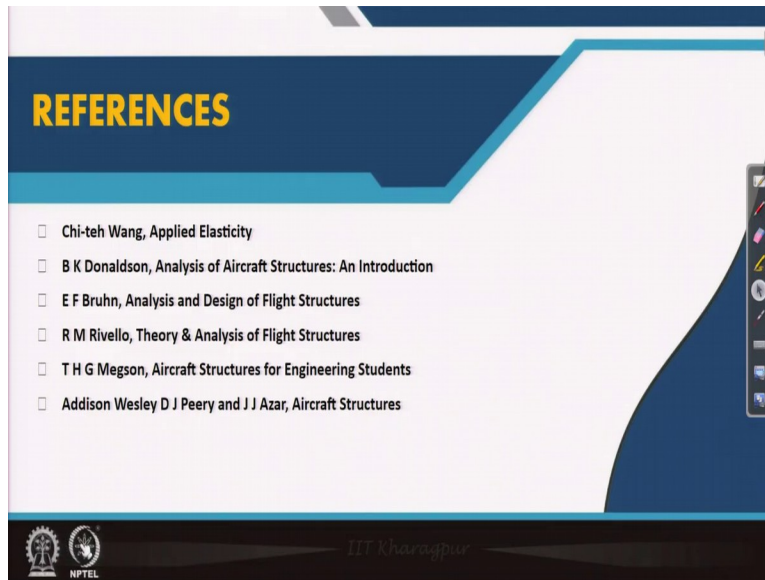 REFERENCES
Chi-teh Wang, Applied Elasticity
B K Donaldson, Analysis of Aircraft Structures: An Introduction
E F Bruhn, Analysis and Design of Flight Structures
R M Rivello, Theory & Analysis of Flight Structures
T H G Megson, Aircraft Structures for Engineering Students
Addison Wesley D J Peery and J J Azar, Aircraft Structures
IIT Kharagpur
NPTEL